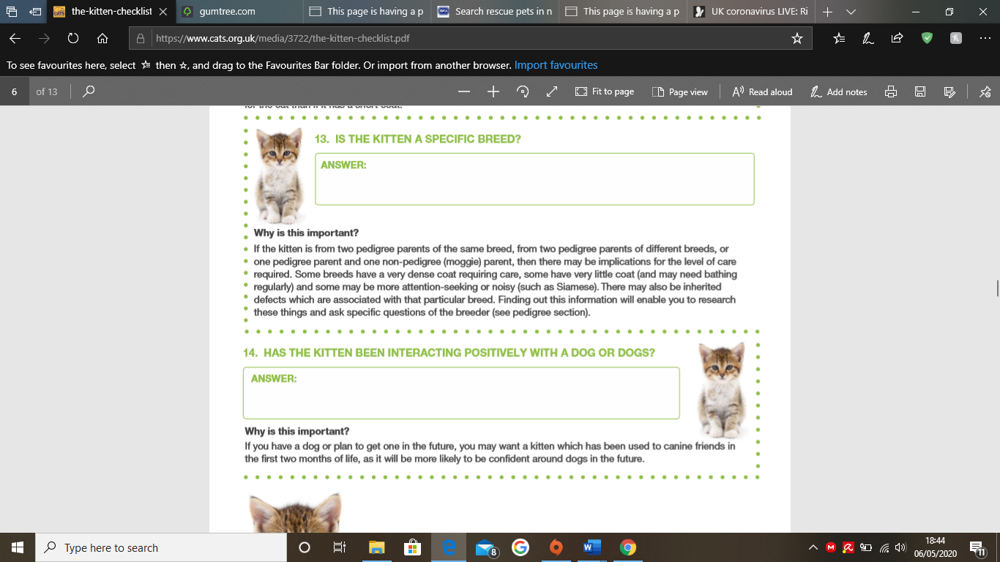 the-kitten-checklist
gumtree.com
This page is having a p
Search rescue pets in n
This page is having a p
UK coronavirus LIVE: Ri
https://www.cats.org.uk/media/3722/the-kitten-checklist.pdf
To see favourites here, select then , and drag to the Favourites Bar folder. Or import from another browser. Import favourites
6 of 13
Fit to page
Page view
Read aloud
Add notes
for the cat than if it has a short coat.
13. IS THE KITTEN A SPECIFIC BREED?
ANSWER:
Why is this important?
If the kitten is from two pedigree parents of the same breed, from two pedigree parents of different breeds, or
one pedigree parent and one non-pedigree (moggie) parent, then there may be implications for the level of care
required. Some breeds have a very dense coat requiring care, some have very little coat (and may need bathing
regularly) and some may be more attention-seeking or noisy (such as Siamese). There may also be inherited
defects which are associated with that particular breed. Finding out this information will enable you to research
these things and ask specific questions of the breeder (see pedigree section).
14. HAS THE KITTEN BEEN INTERACTING POSITIVELY WITH A DOG OR DOGS?
ANSWER:
Why is this important?
If you have a dog or plan to get one in the future, you may want a kitten which has been used to canine friends in
the first two months of life, as it will be more likely to be confident around dogs in the future.
Type here to search
8
18:44
06/05/2020
11